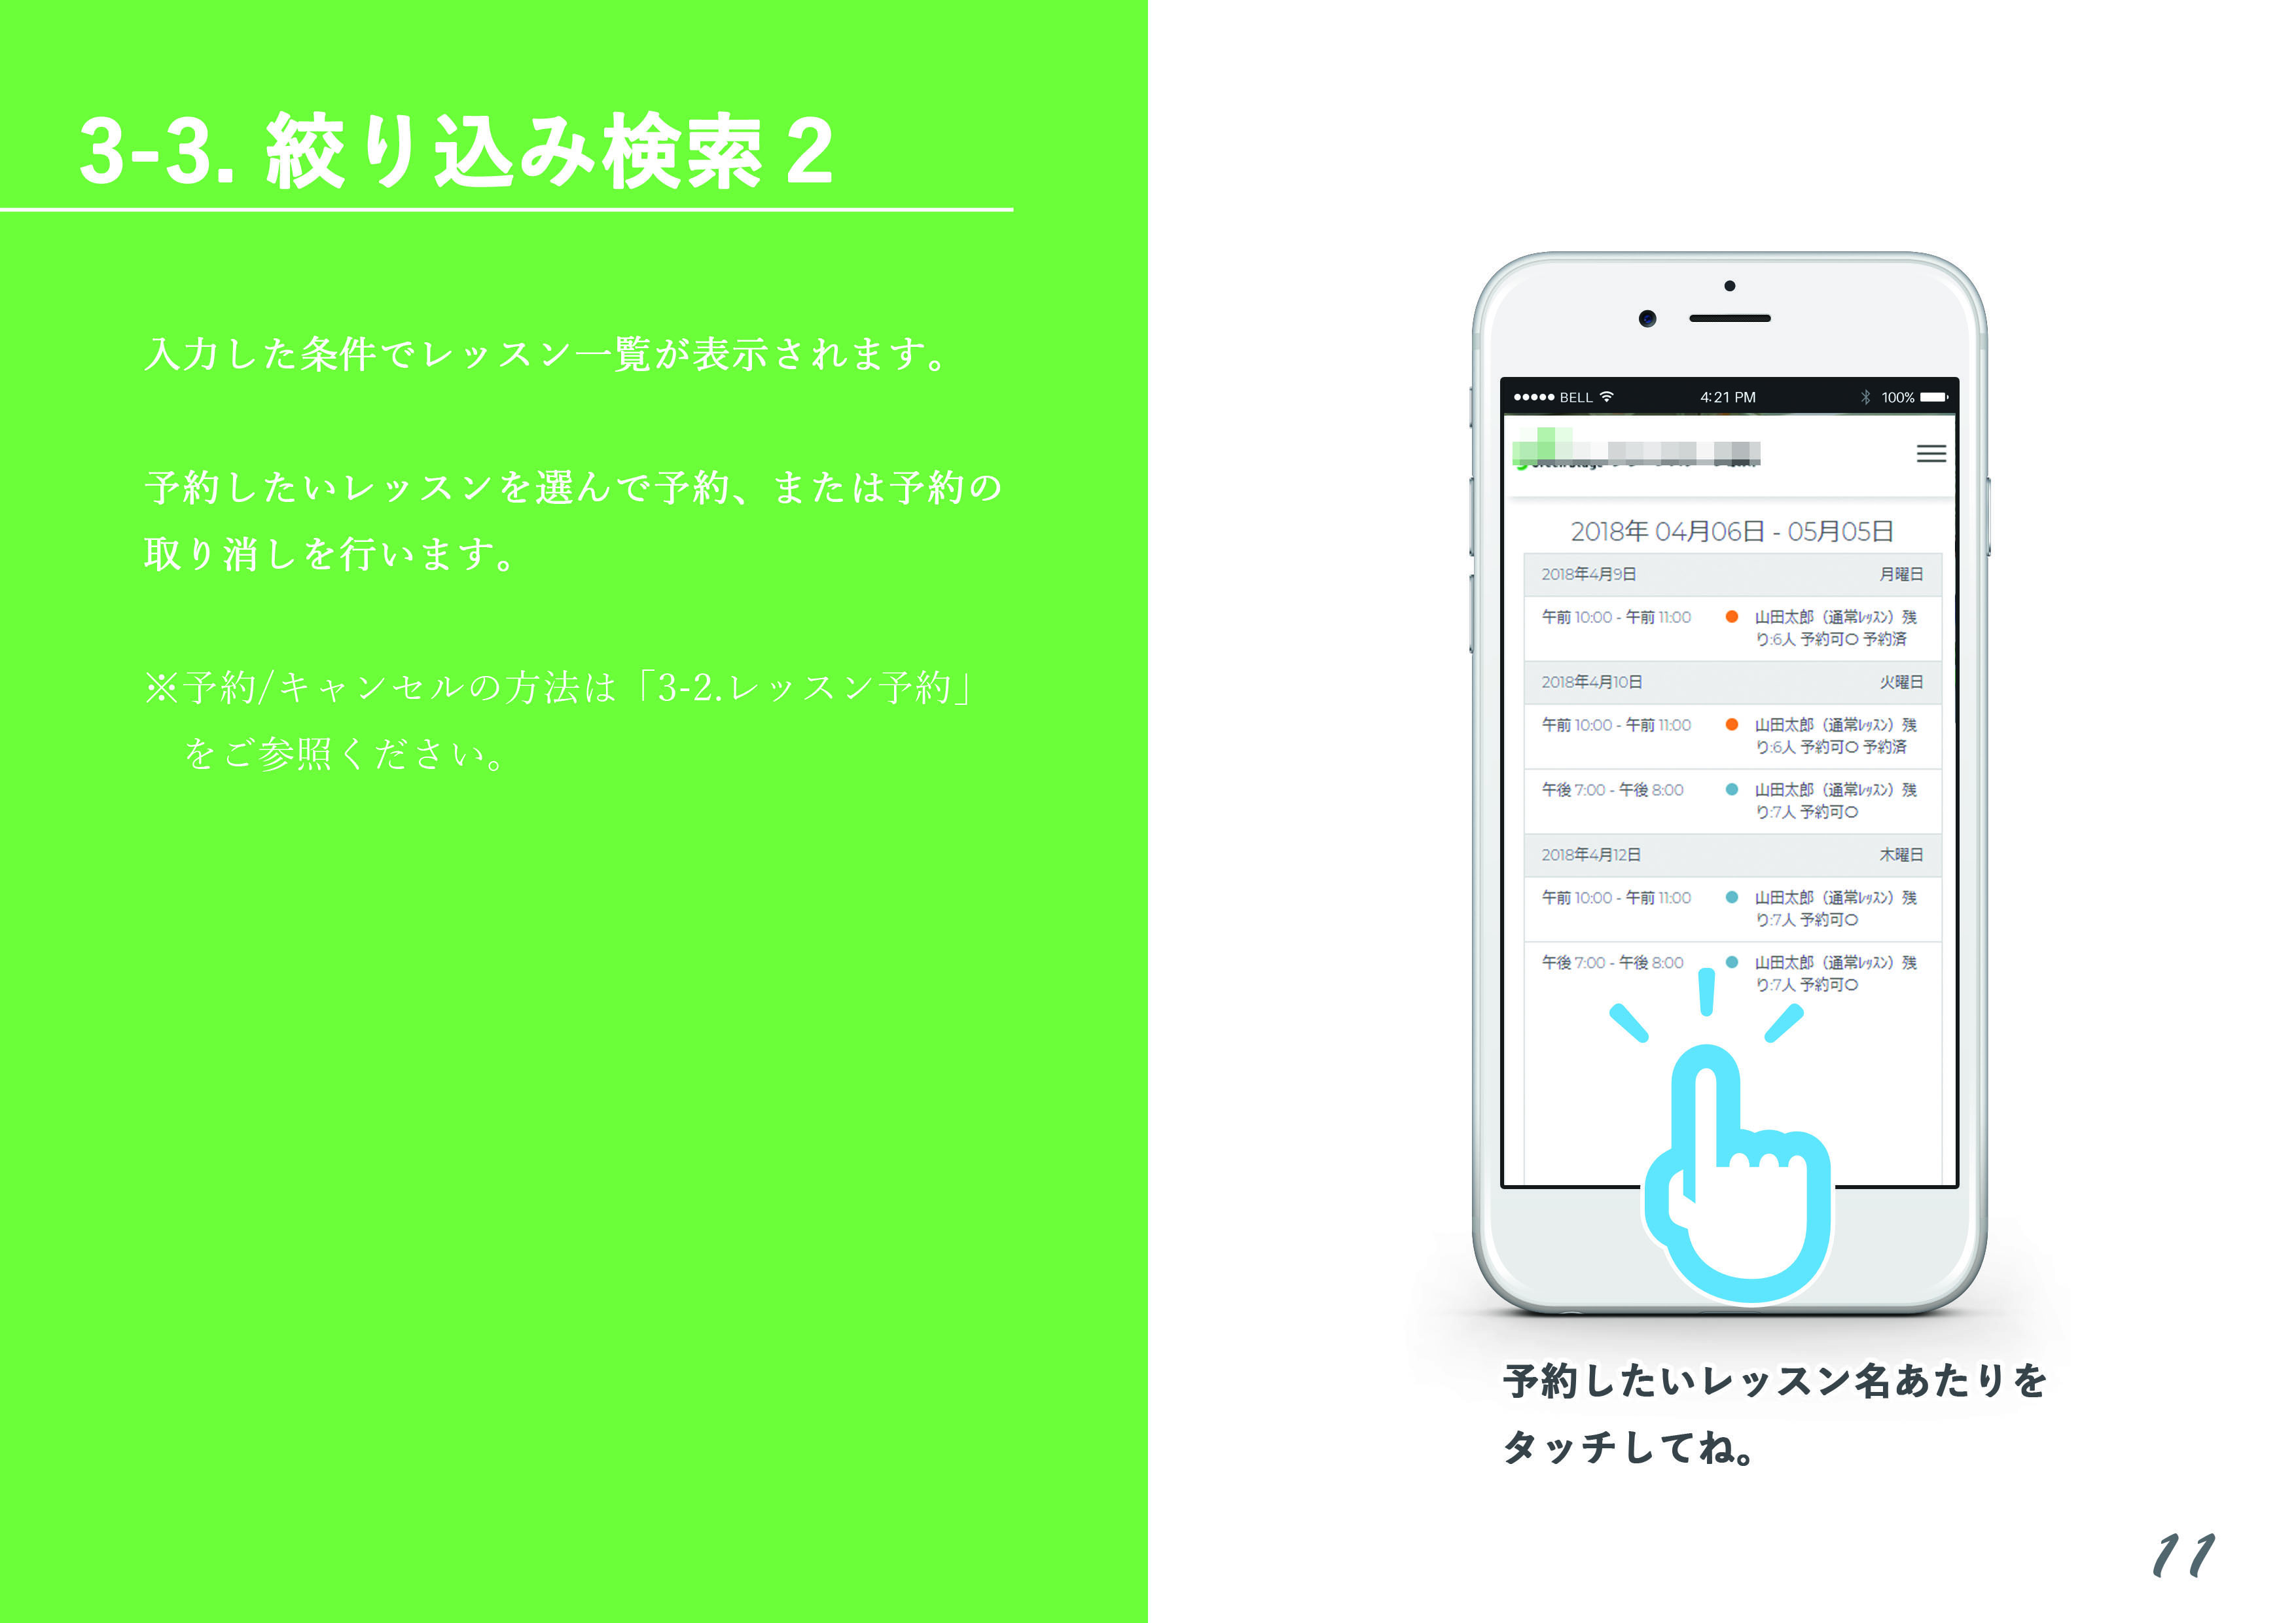 3-3. 絞り込み検索2
入力した条件でレッスン一覧が表示されます。
予約したいレッスンを選んで予約、または予約の
取り消しを行います。
※予約/キャンセルの方法は「3-2.レッスン予約」
をご参照ください。
BELL 4:21 PM 100%
2018年 04月06日 - 05月05日
2018年4月9日 月曜日
午前 10:00 - 午前 11:00 山田太郎（通常ﾚｯｽﾝ）残
り:6人 予約可〇 予約済
2018年4月10日 火曜日
午前 10:00 - 午前 11:00 山田太郎（通常ﾚｯｽﾝ）残
り:6人 予約可〇 予約済
午後 7:00 - 午後 8:00 山田太郎（通常ﾚｯｽﾝ）残
り:7人 予約可〇
2018年4月12日 木曜日
午前 10:00 - 午前 11:00 山田太郎（通常ﾚｯｽﾝ）残
り:7人 予約可〇
午後 7:00 - 午後 8:00 山田太郎（通常ﾚｯｽﾝ）残
り:7人 予約可〇
予約したいレッスン名あたりを
タッチしてね。
11